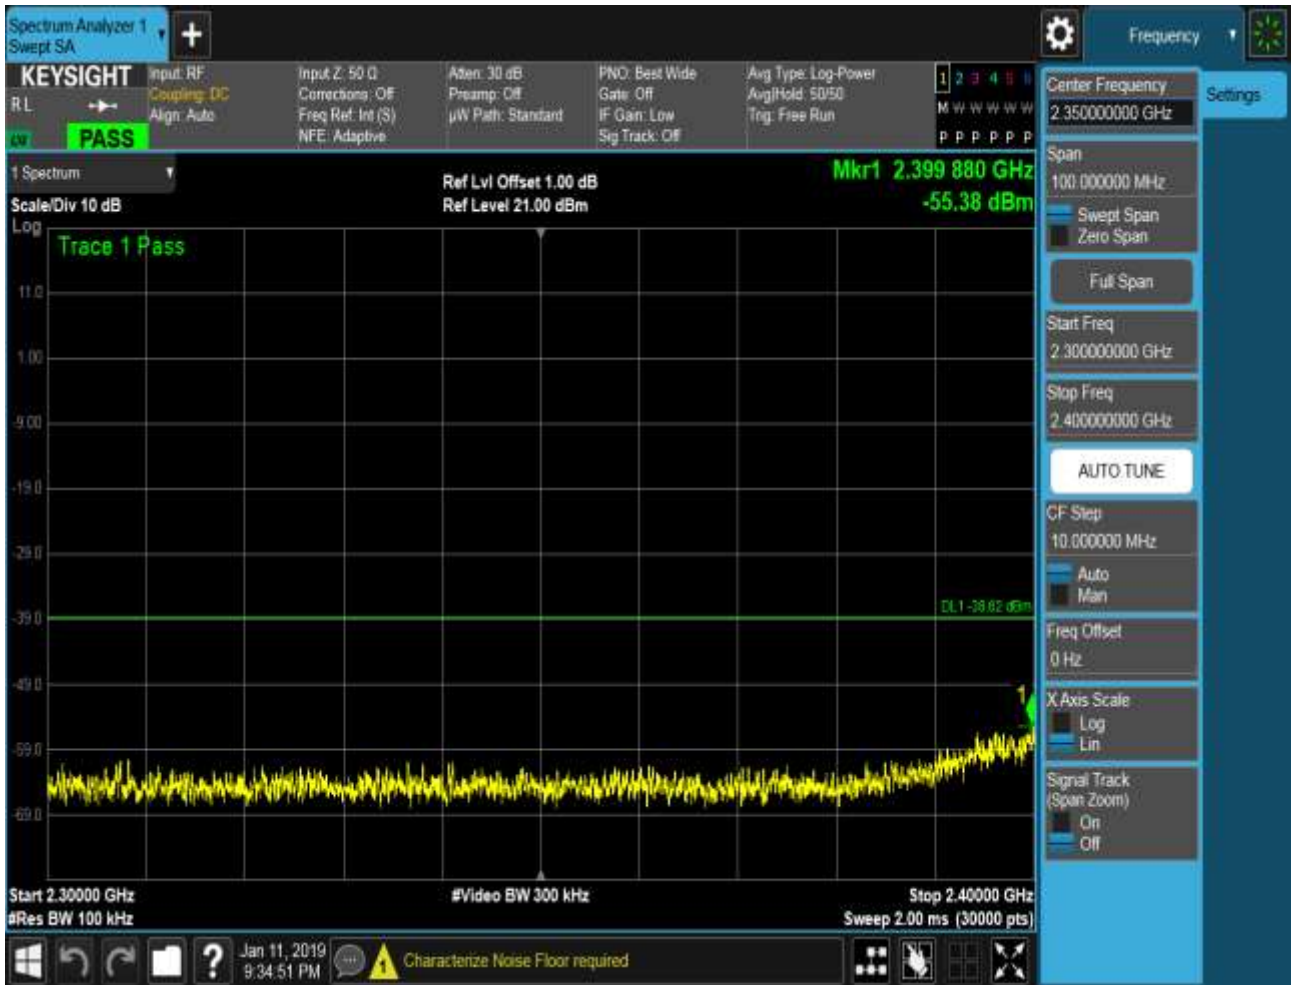 Spectrum Analyzer 1
Swept SA
Frequency
KEYSIGHT
R L
PASS
Input: RF
Coupling: DC
Align: Auto
Input Z: 50 Ω
Corrections: Off
Freq Ref: Int (S)
NFE: Adaptive
Atten: 30 dB
Preamp: Off
µW Path: Standard
PNO: Best Wide
Gate: Off
IF Gain: Low
Sig Track: Off
Avg Type: Log-Power
Avg|Hold: 50/50
Trig: Free Run
1 2 3 4 5 6
M W W W W W
P P P P P P
1 Spectrum
Scale/Div 10 dB
Log
Ref Lvl Offset 1.00 dB
Ref Level 21.00 dBm
Mkr1 2.399 880 GHz
-55.38 dBm
Trace 1 Pass
11.0
1.00
-9.00
-19.0
-29.0
-39.0
-49.0
-59.0
-69.0
DL1 -38.62 dBm
1
Start 2.30000 GHz
#Res BW 100 kHz
#Video BW 300 kHz
Stop 2.40000 GHz
Sweep 2.00 ms (30000 pts)
Center Frequency
2.350000000 GHz
Settings
Span
100.000000 MHz
Swept Span
Zero Span
Full Span
Start Freq
2.300000000 GHz
Stop Freq
2.400000000 GHz
AUTO TUNE
CF Step
10.000000 MHz
Auto
Man
Freq Offset
0 Hz
X Axis Scale
Log
Lin
Signal Track
(Span Zoom)
On
Off
?
Jan 11, 2019
9:34:51 PM
1
Characterize Noise Floor required